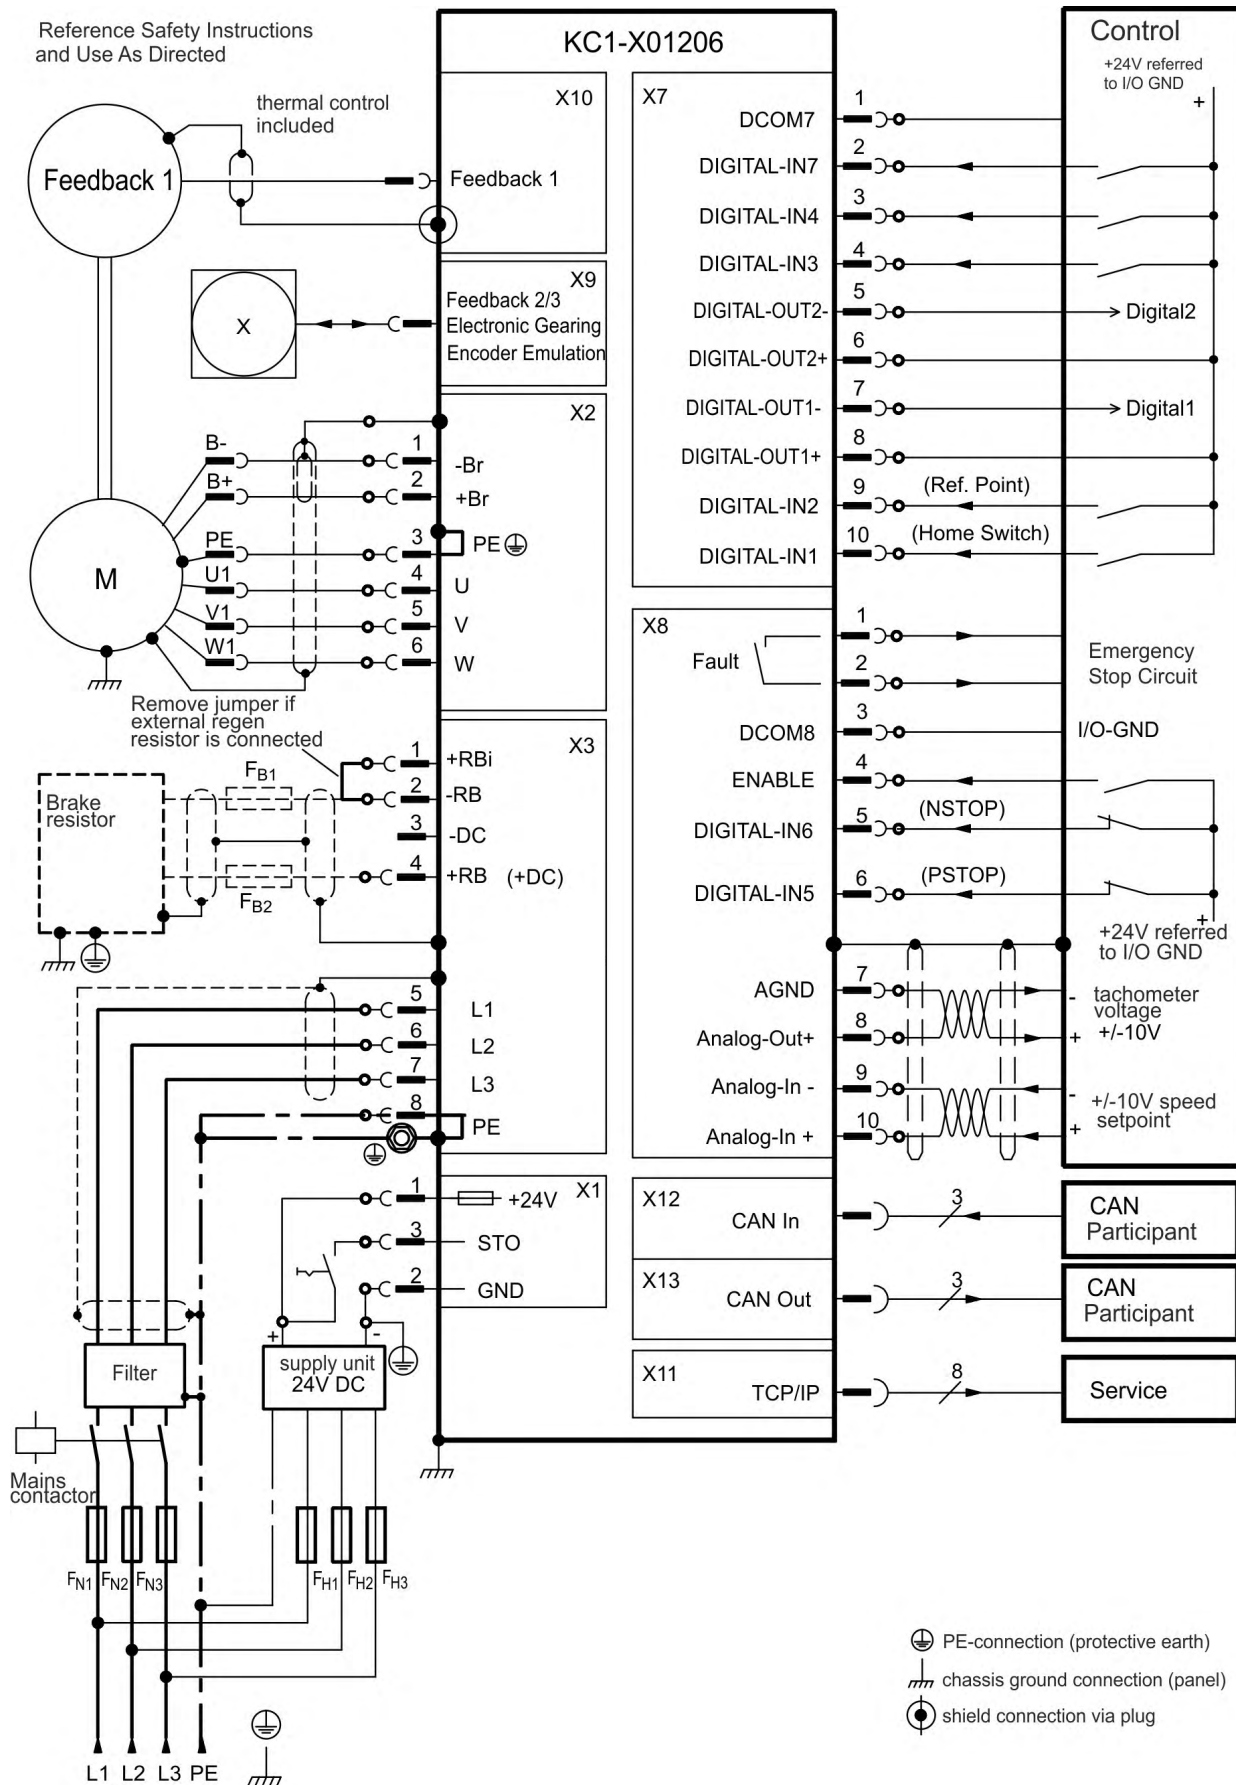 Reference Safety Instructions
and Use As Directed
KC1-X01206
Control
+24V referred
to I/O GND
+
thermal control
included
Feedback 1
X10
Feedback 1
X
X9
Feedback 2/3
Electronic Gearing
Encoder Emulation
X2
B-
1
-Br
B+
2
+Br
PE
3
PE
U1
4
U
V1
5
V
W1
6
W
M
Remove jumper if
external regen
resistor is connected
X3
1
+RBi
FB1
2
-RB
Brake
resistor
3
-DC
4
+RB (+DC)
FB2
5
L1
6
L2
7
L3
8
PE
X1
1
+24V
3
STO
2
GND
+
-
supply unit
24V DC
Filter
Mains
contactor
FN1 FN2 FN3
FH1 FH2 FH3
L1 L2 L3 PE
X7
DCOM7
1
DIGITAL-IN7
2
DIGITAL-IN4
3
DIGITAL-IN3
4
DIGITAL-OUT2-
5
Digital2
DIGITAL-OUT2+
6
DIGITAL-OUT1-
7
Digital1
DIGITAL-OUT1+
8
DIGITAL-IN2
9
(Ref. Point)
DIGITAL-IN1
10
(Home Switch)
X8
Fault
1
2
Emergency
Stop Circuit
DCOM8
3
I/O-GND
ENABLE
4
DIGITAL-IN6
5
(NSTOP)
DIGITAL-IN5
6
(PSTOP)
+
+24V referred
to I/O GND
AGND
7
-
tachometer
voltage
Analog-Out+
8
+
+/-10V
Analog-In -
9
-
+/-10V speed
setpoint
Analog-In +
10
+
X12
CAN In
3
CAN
Participant
X13
CAN Out
3
CAN
Participant
X11
TCP/IP
8
Service
PE-connection (protective earth)
chassis ground connection (panel)
shield connection via plug